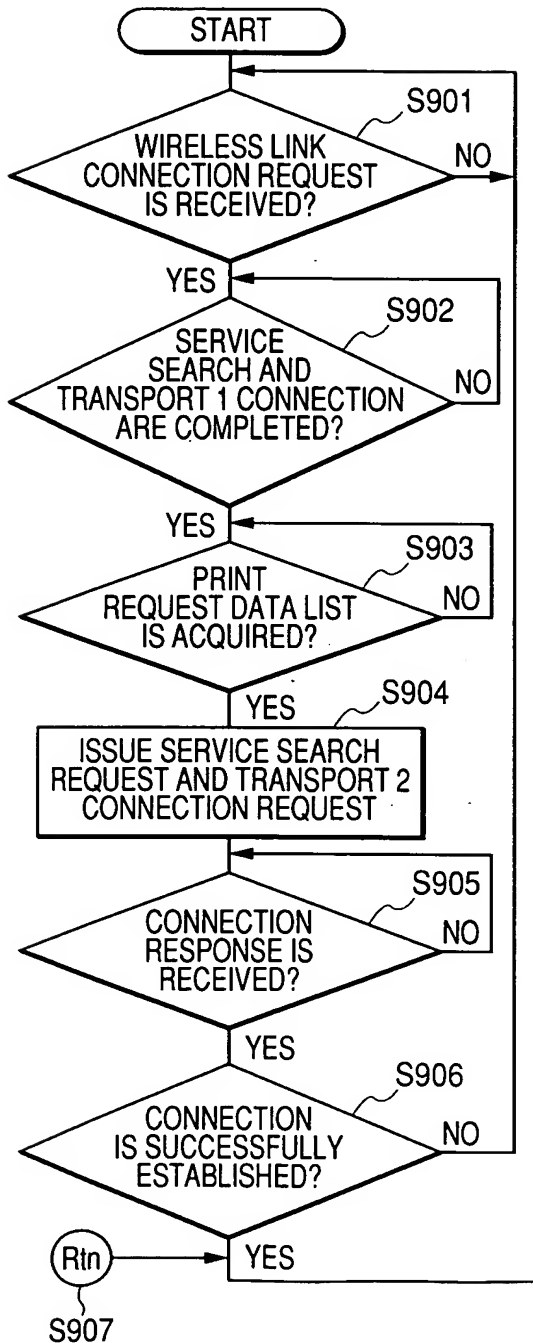 START
S901
WIRELESS LINK
CONNECTION REQUEST
IS RECEIVED?
NO
YES
S902
SERVICE
SEARCH AND
TRANSPORT 1 CONNECTION
ARE COMPLETED?
NO
YES
S903
PRINT
REQUEST DATA LIST
IS ACQUIRED?
NO
YES
S904
ISSUE SERVICE SEARCH
REQUEST AND TRANSPORT 2
CONNECTION REQUEST
S905
CONNECTION
RESPONSE IS
RECEIVED?
NO
YES
S906
CONNECTION
IS SUCCESSFULLY
ESTABLISHED?
NO
Rtn
YES
S907